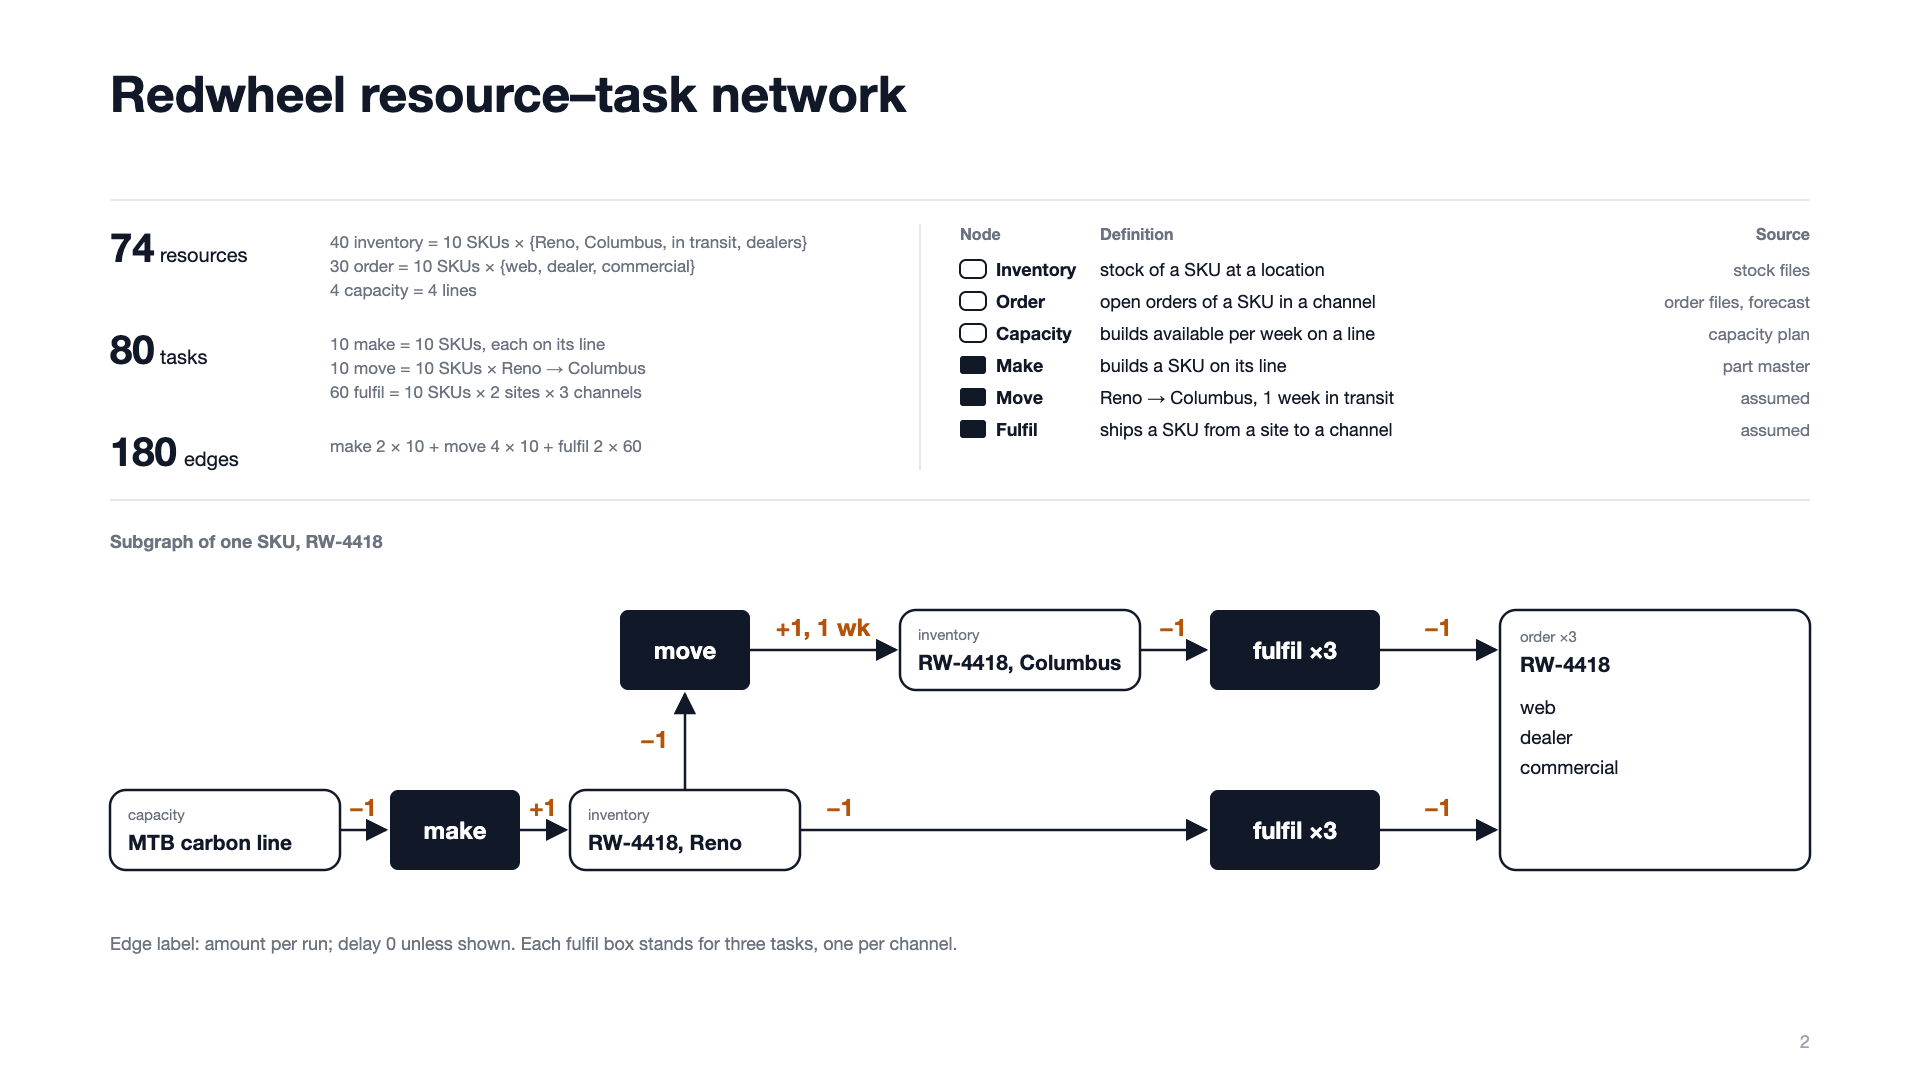 Redwheel resource–task network
74 resources
40 inventory = 10 SKUs × {Reno, Columbus, in transit, dealers}
30 order = 10 SKUs × {web, dealer, commercial}
4 capacity = 4 lines
80 tasks
10 make = 10 SKUs, each on its line
10 move = 10 SKUs × Reno → Columbus
60 fulfil = 10 SKUs × 2 sites × 3 channels
180 edges
make 2 × 10 + move 4 × 10 + fulfil 2 × 60
Node Definition Source
Inventory stock of a SKU at a location stock files
Order open orders of a SKU in a channel order files, forecast
Capacity builds available per week on a line capacity plan
Make builds a SKU on its line part master
Move Reno → Columbus, 1 week in transit assumed
Fulfil ships a SKU from a site to a channel assumed
Subgraph of one SKU, RW-4418
move
+1, 1 wk
inventory
RW-4418, Columbus
−1
fulfil ×3
−1
order ×3
RW-4418
web
dealer
commercial
−1
capacity
MTB carbon line
−1
make
+1
inventory
RW-4418, Reno
−1
fulfil ×3
−1
Edge label: amount per run; delay 0 unless shown. Each fulfil box stands for three tasks, one per channel.
2